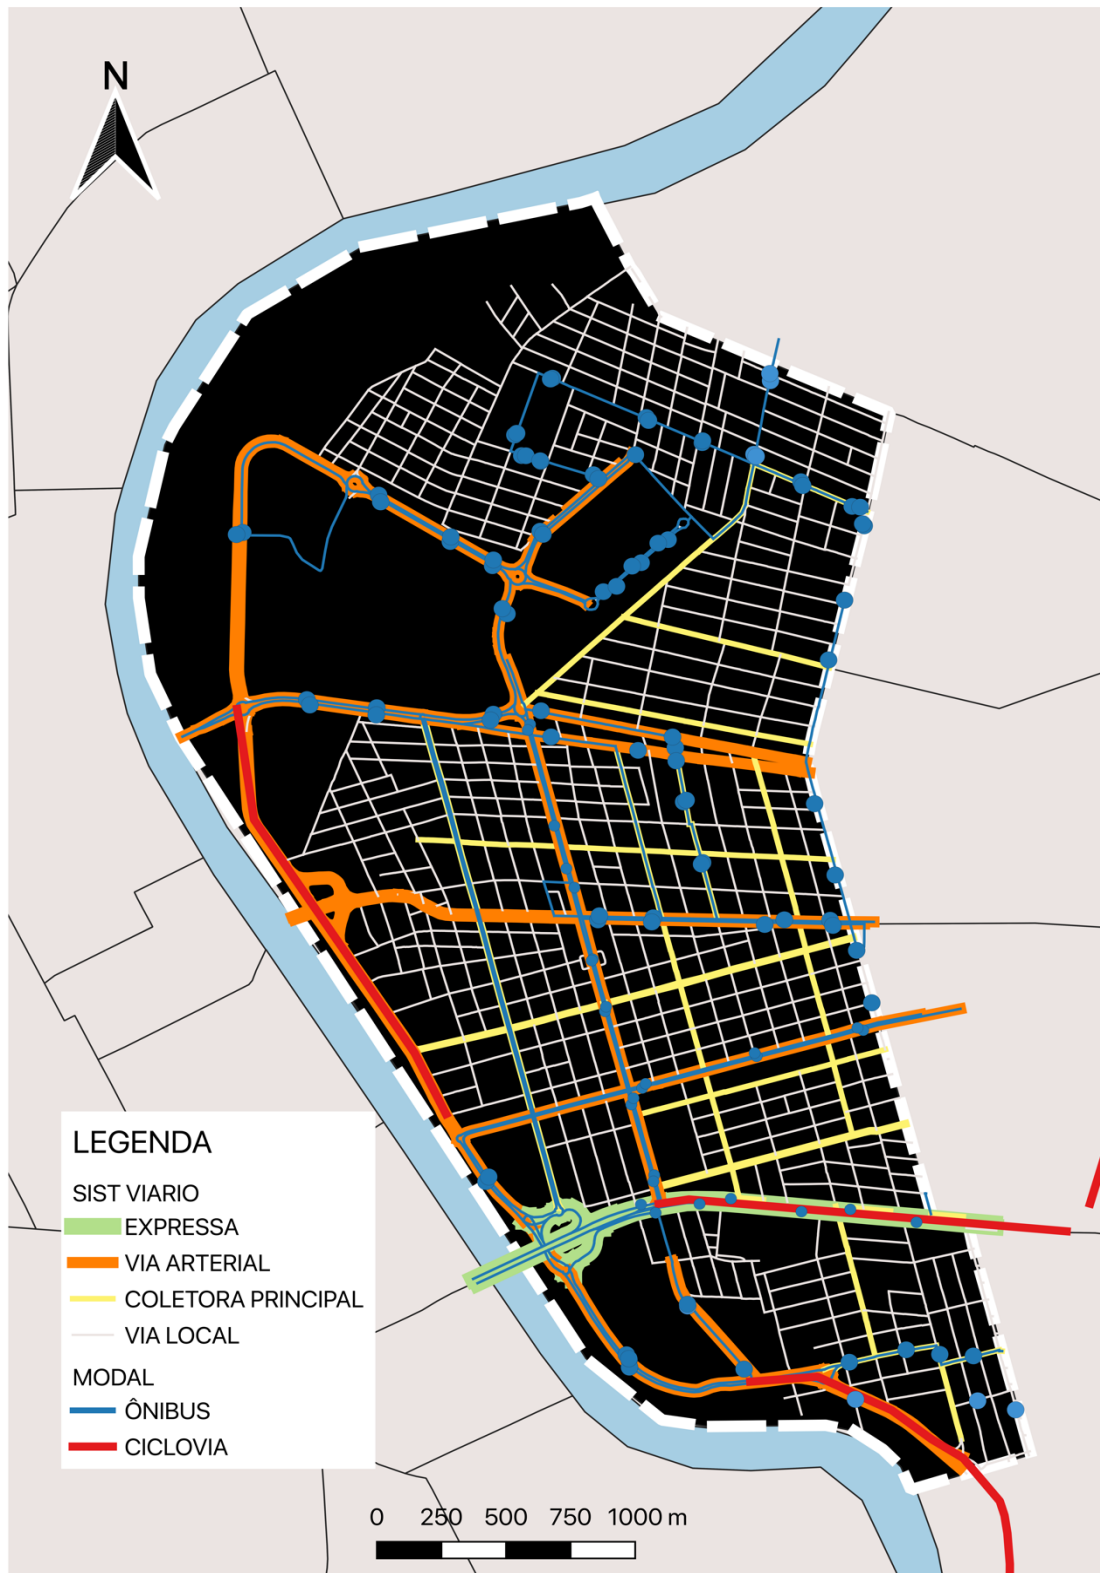 N
LEGENDA
SIST VIARIO
EXPRESSA
VIA ARTERIAL
COLETORA PRINCIPAL
VIA LOCAL
MODAL
ÔNIBUS
CICLOVIA
0 250 500 750 1000 m